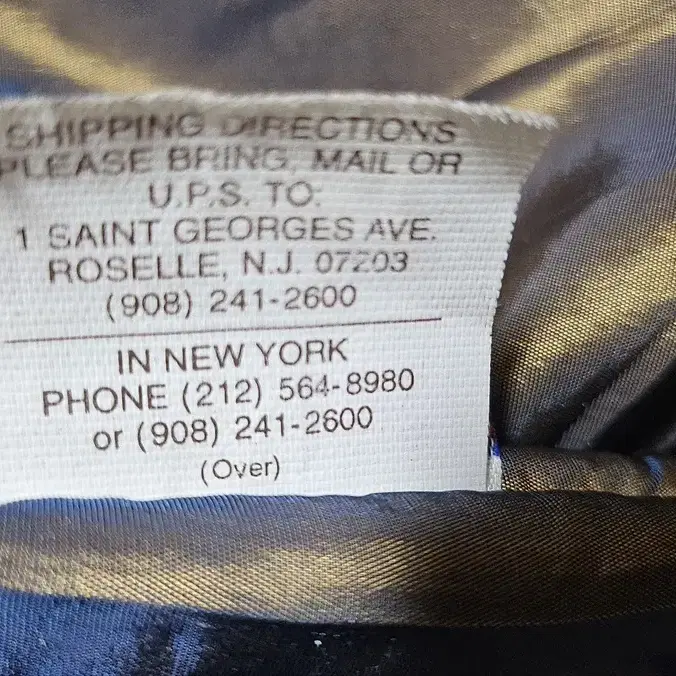 SHIPPING DIRECTIONS
PLEASE BRING, MAIL OR
U.P.S. TO:
1 SAINT GEORGES AVE.
ROSELLE, N.J. 07203
(908) 241-2600
IN NEW YORK
PHONE (212) 564-8980
or (908) 241-2600
(Over)